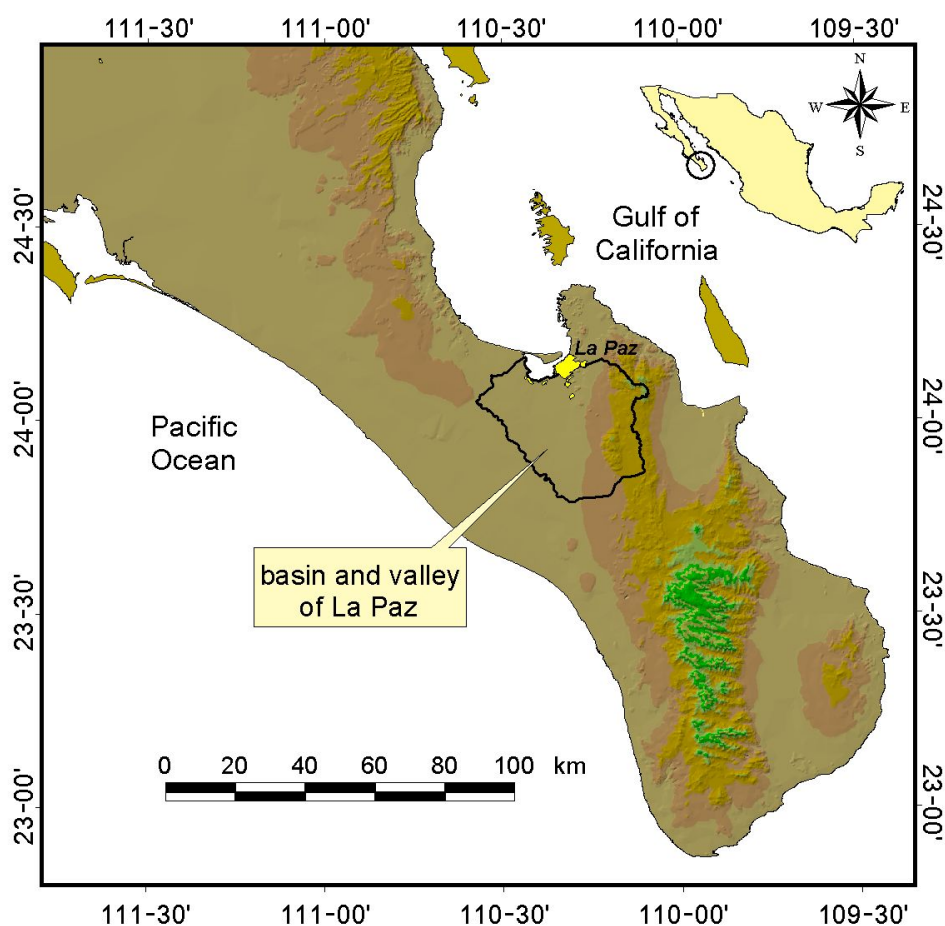 111-30' 111-00' 110-30' 110-00' 109-30'
N
W E
S
24-30' 24-30'
Gulf of
California
La Paz
24-00' 24-00'
Pacific
Ocean
basin and valley
of La Paz
23-30' 23-30'
0 20 40 60 80 100 km
23-00' 23-00'
111-30' 111-00' 110-30' 110-00' 109-30'